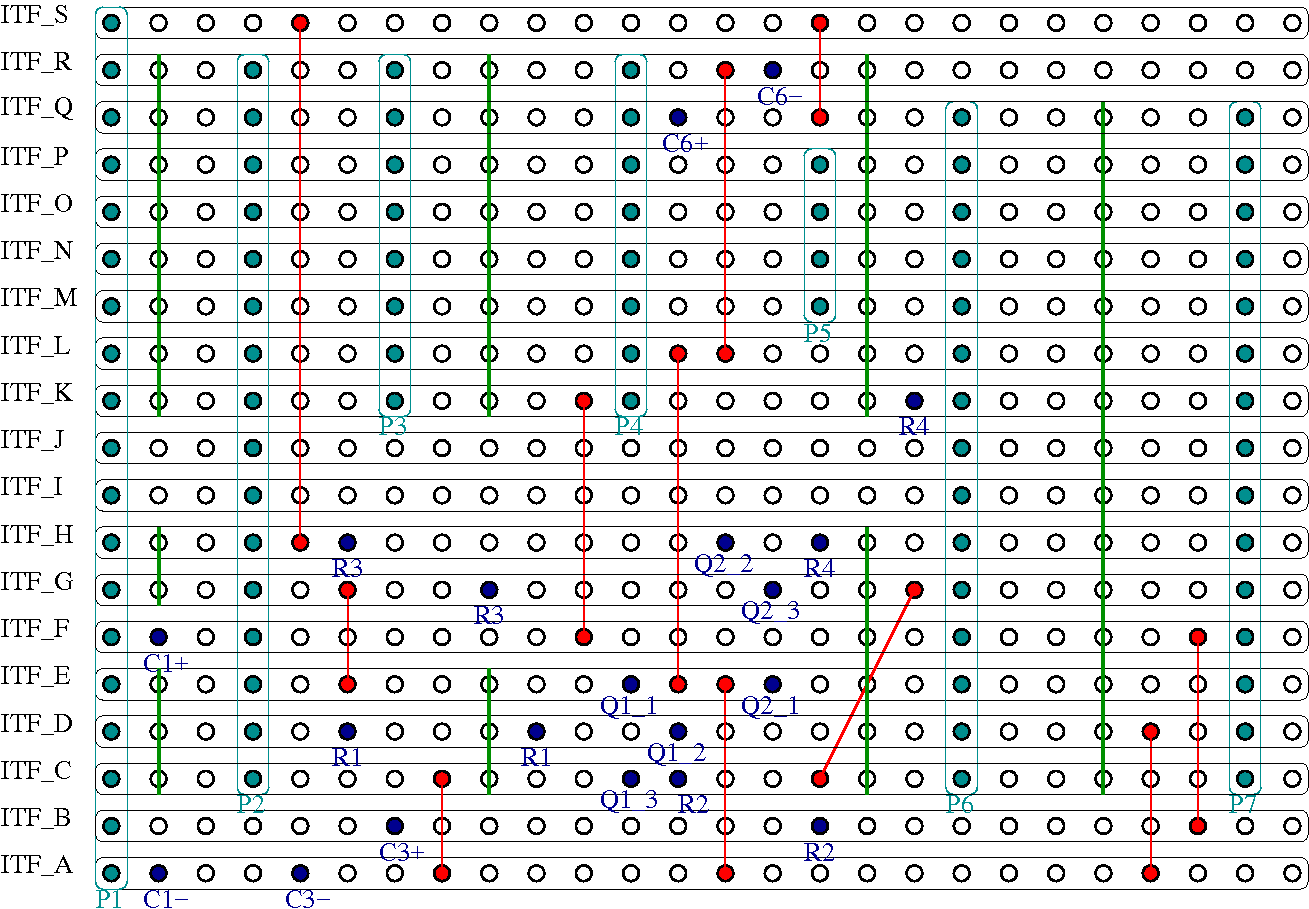 ITF_S
ITF_R
C6−
ITF_Q
C6+
ITF_P
ITF_O
ITF_N
ITF_M
P5
ITF_L
ITF_K
P3
P4
R4
ITF_J
ITF_I
ITF_H
R3
Q2_2
R4
ITF_G
R3
Q2_3
ITF_F
C1+
ITF_E
Q1_1
Q2_1
ITF_D
R1
R1
Q1_2
ITF_C
P2
Q1_3
R2
P6
P7
ITF_B
C3+
R2
ITF_A
P1
C1−
C3−